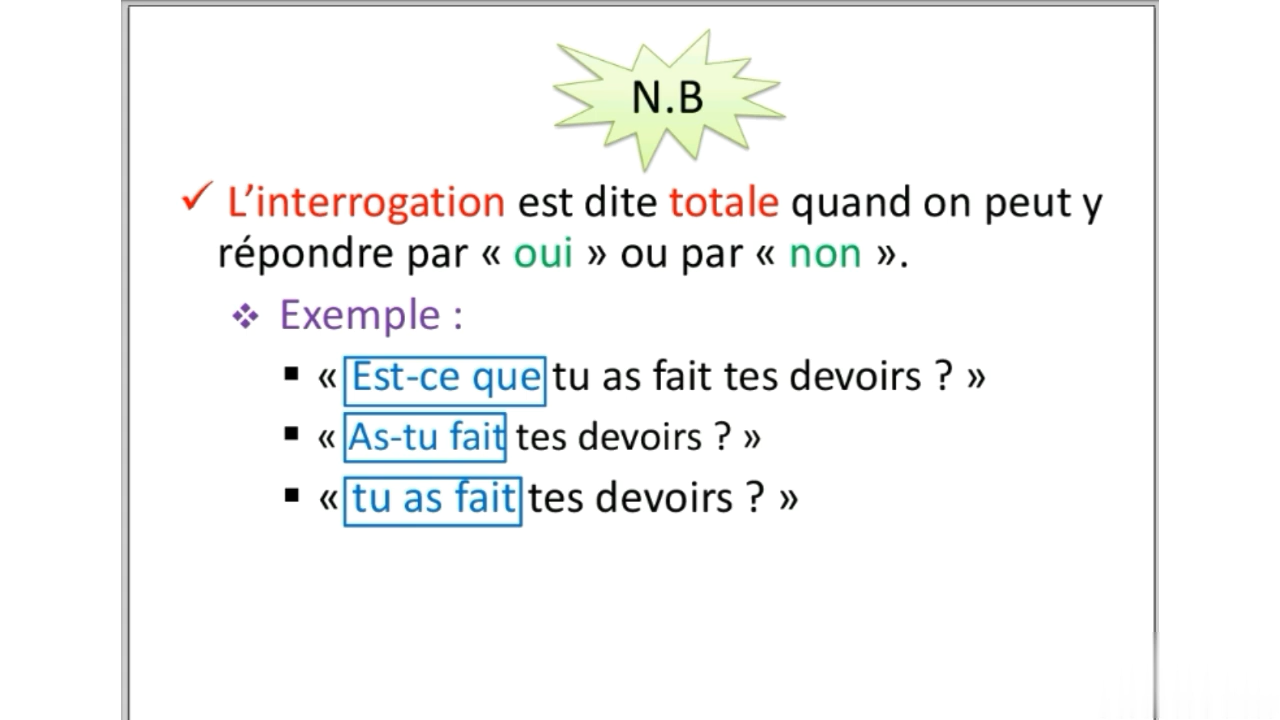 N.B
L’interrogation est dite totale quand on peut y
répondre par « oui » ou par « non ».
Exemple :
« Est-ce que tu as fait tes devoirs ? »
« As-tu fait tes devoirs ? »
« tu as fait tes devoirs ? »